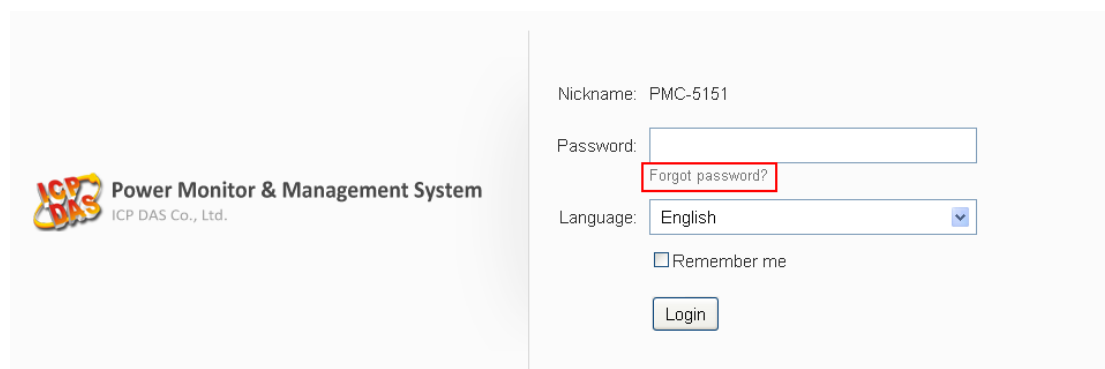 ICP
DAS
Power Monitor & Management System
ICP DAS Co., Ltd.
Nickname: PMC-5151
Password:
Forgot password?
Language: English
Remember me
Login